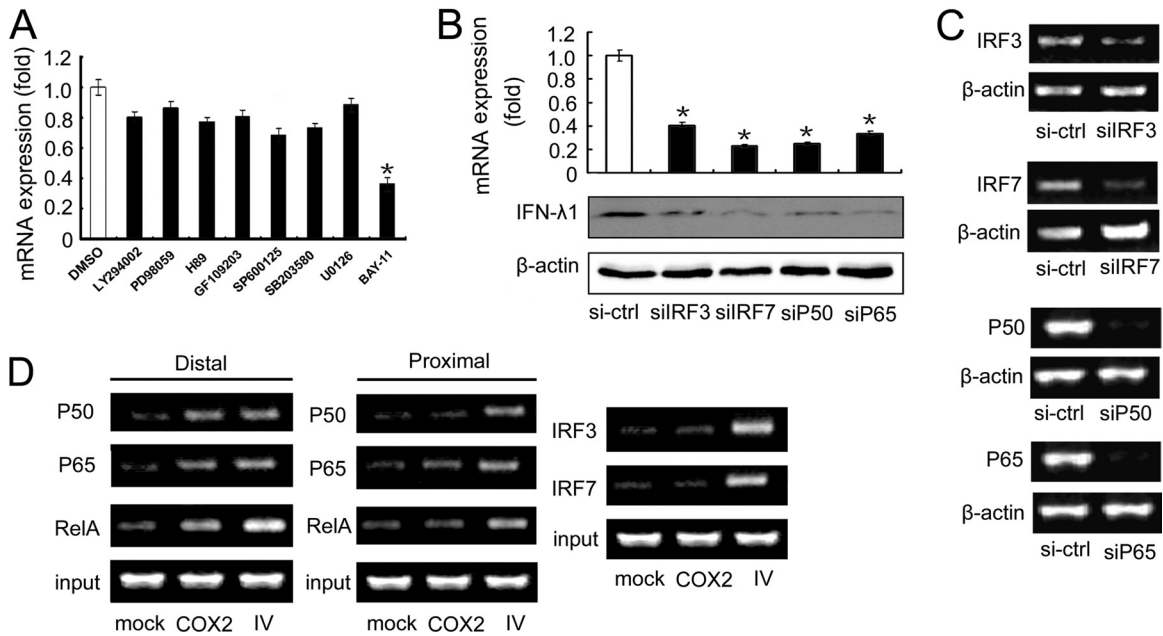 A
mRNA expression (fold)
1.2
1.0
0.8
0.6
0.4
0.2
0
*
DMSO
LY294002
PD98059
H89
GF109203
SP600125
SB203580
U0126
BAY-11
B
mRNA expression
(fold)
1.2
1.0
0.8
0.6
0.4
0.2
0
* * * *
IFN-λ1
β-actin
si-ctrl siIRF3 siIRF7 siP50 siP65
C
IRF3
β-actin
si-ctrl siIRF3
IRF7
β-actin
si-ctrl siIRF7
P50
β-actin
si-ctrl siP50
P65
β-actin
si-ctrl siP65
D
Distal
P50
P65
RelA
input
mock COX2 IV
Proximal
P50
P65
RelA
input
mock COX2 IV
IRF3
IRF7
input
mock COX2 IV